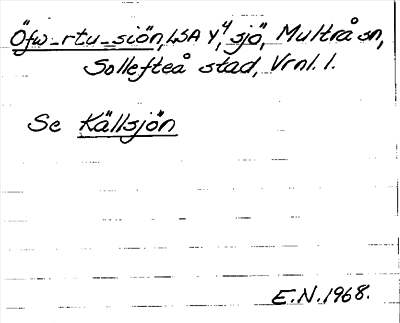 Öfw_rtu_siön, LSA Y4, sjö, Multrå sn,
Sollefteå stad, Vrnl. l.
Se Källsjön
E.N. 1968.